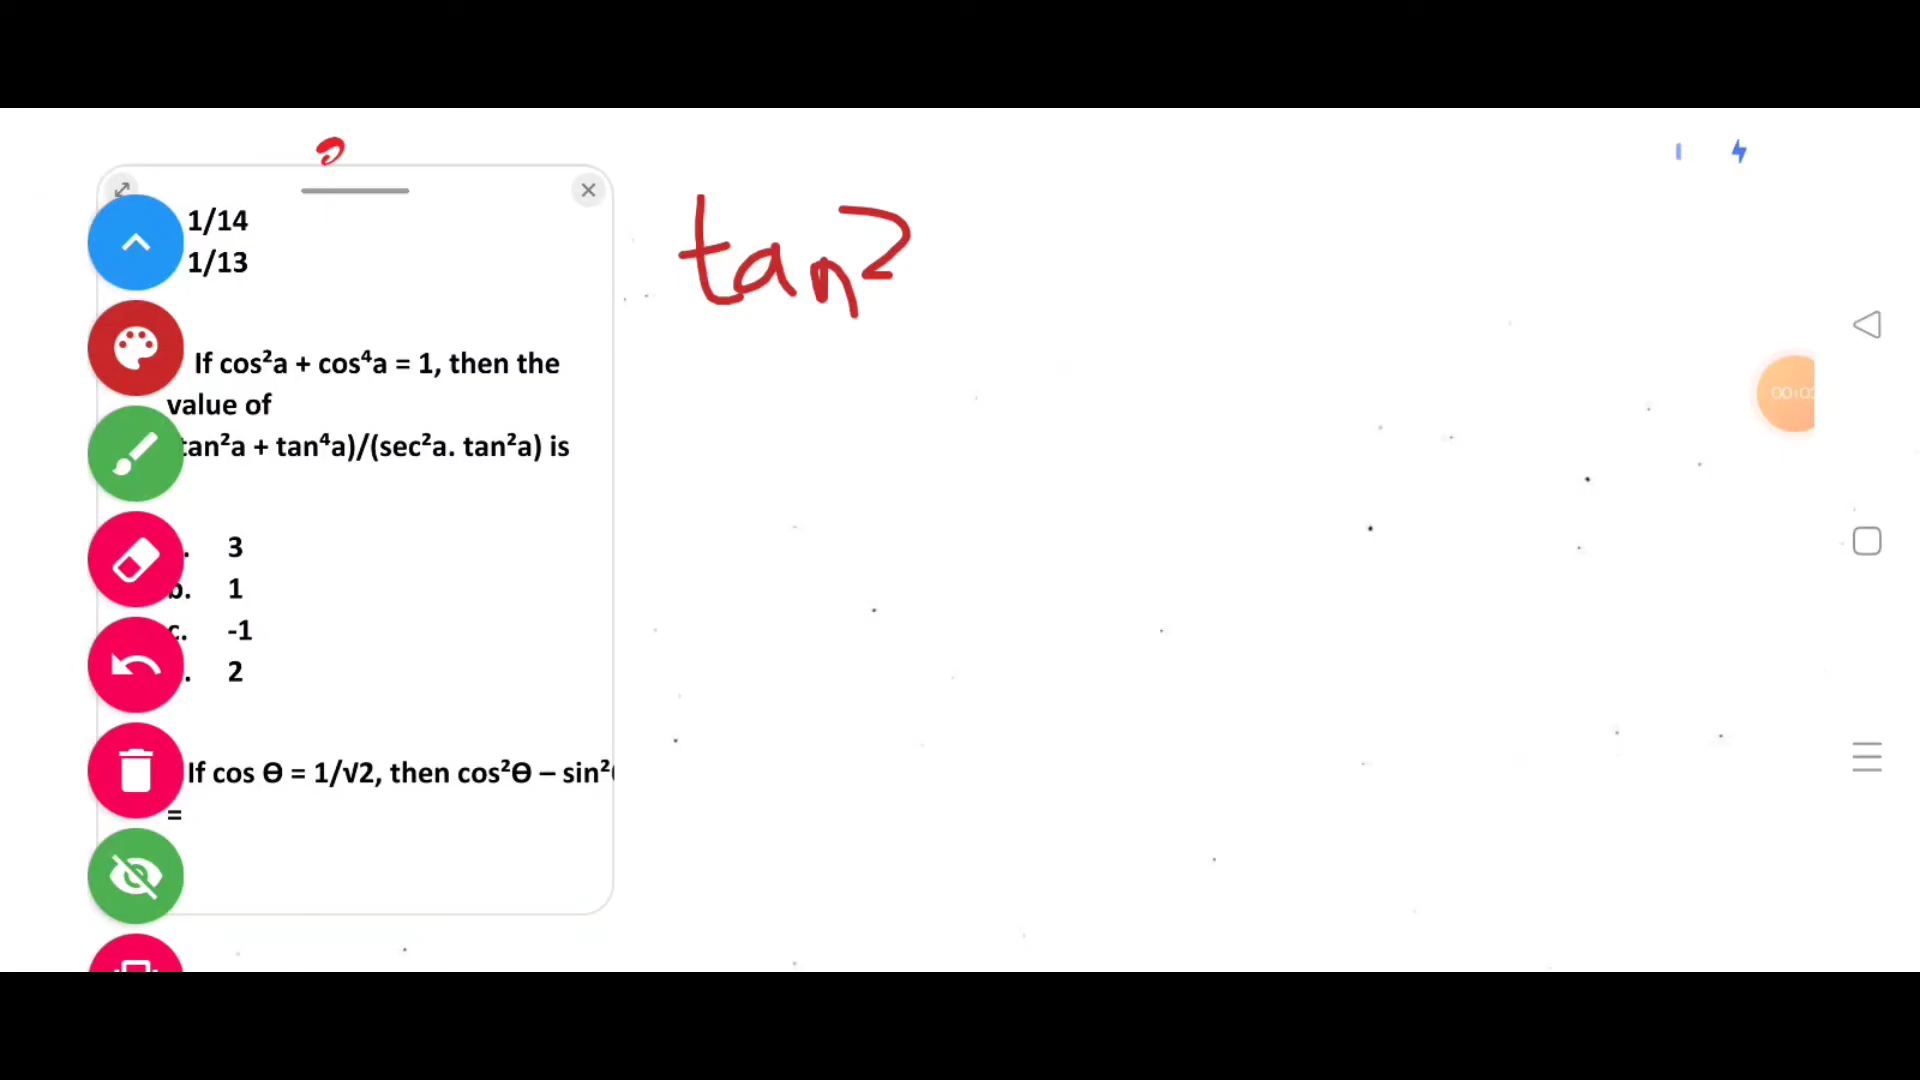 1/14
1/13
tan2
If cos²a + cos⁴a = 1, then the
value of
tan²a + tan⁴a)/(sec²a. tan²a) is
. 3
b. 1
c. -1
. 2
If cos ϴ = 1/√2, then cos²ϴ – sin²
=